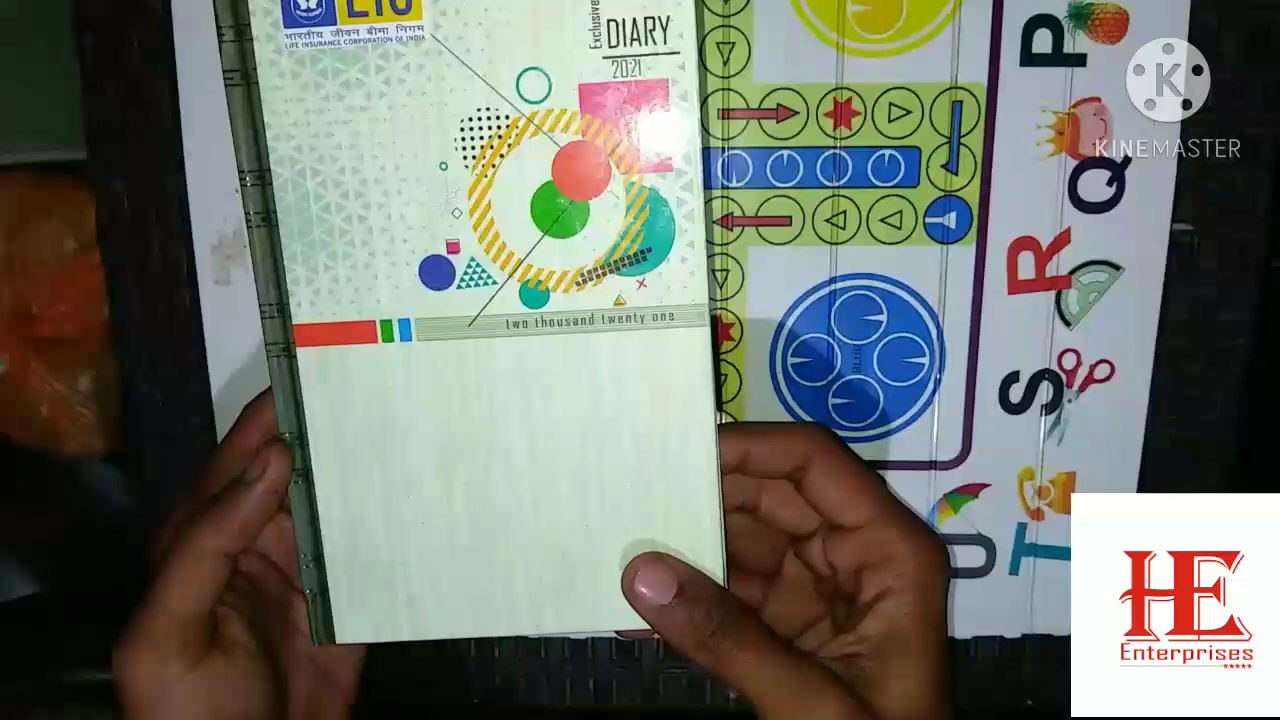 LIC
भारतीय जीवन बीमा निगम
LIFE INSURANCE CORPORATION OF INDIA
Exclusive
DIARY
2021
two thousand twenty one
P
Q
R
S
T
U
BLUE
K
KINEMASTER
HE
Enterprises